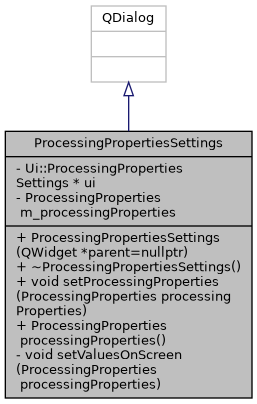 QDialog
ProcessingPropertiesSettings
- Ui::ProcessingProperties
Settings * ui
- ProcessingProperties
m_processingProperties
+ ProcessingPropertiesSettings
(QWidget *parent=nullptr)
+ ~ProcessingPropertiesSettings()
+ void setProcessingProperties
(ProcessingProperties processing
Properties)
+ ProcessingProperties
processingProperties()
- void setValuesOnScreen
(ProcessingProperties
processingProperties)